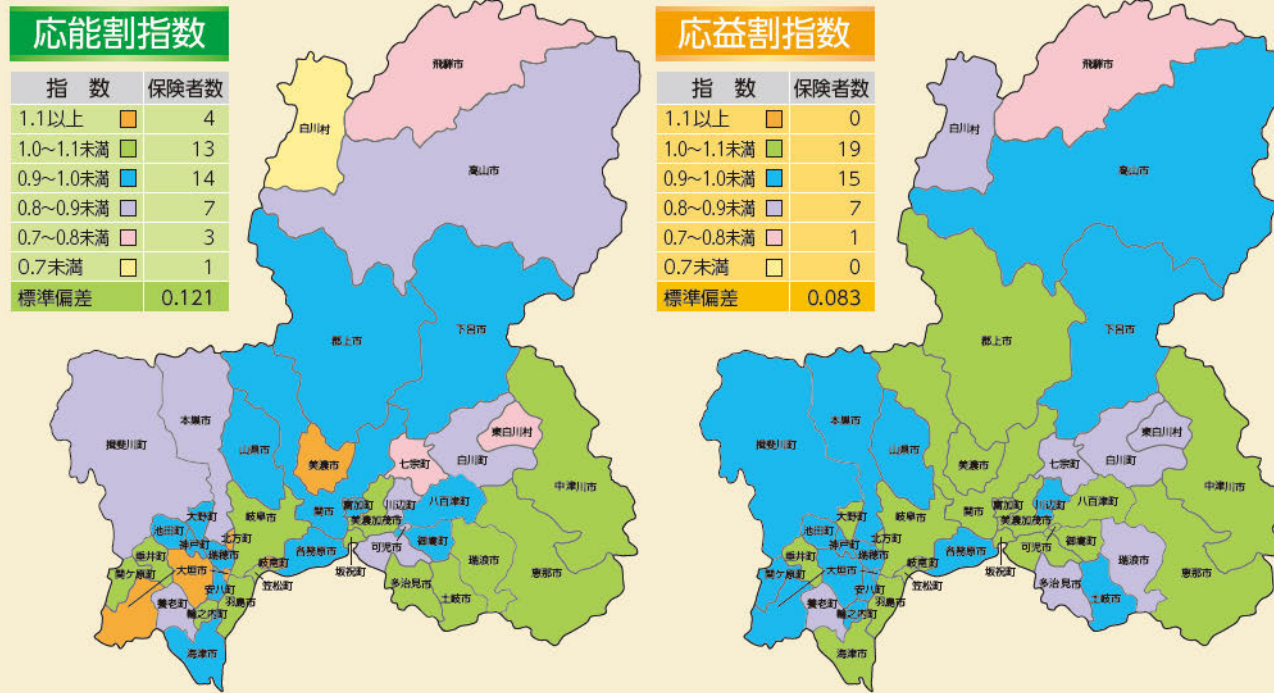 応能割指数
指 数 保険者数
1.1以上 4
1.0～1.1未満 13
0.9～1.0未満 14
0.8～0.9未満 7
0.7～0.8未満 3
0.7未満 1
標準偏差 0.121
飛騨市
白川村
高山市
郡上市
下呂市
揖斐川町
本巣市
山県市
美濃市
七宗町
白川町
東白川村
中津川市
大野町
池田町
神戸町
北方町
岐阜市
関市
富加町
川辺町
八百津町
美濃加茂市
垂井町
瑞穂市
各務原市
可児市
御嵩町
瑞浪市
恵那市
関ケ原町
大垣市
安八町
岐南町
笠松町
坂祝町
多治見市
土岐市
養老町
羽島市
輪之内町
海津市
応益割指数
指 数 保険者数
1.1以上 0
1.0～1.1未満 19
0.9～1.0未満 15
0.8～0.9未満 7
0.7～0.8未満 1
0.7未満 0
標準偏差 0.083
飛騨市
白川村
高山市
郡上市
下呂市
揖斐川町
本巣市
山県市
美濃市
七宗町
白川町
東白川村
中津川市
大野町
池田町
神戸町
北方町
岐阜市
関市
富加町
川辺町
八百津町
美濃加茂市
垂井町
瑞穂市
各務原市
可児市
御嵩町
瑞浪市
恵那市
関ケ原町
大垣市
安八町
岐南町
笠松町
坂祝町
多治見市
土岐市
養老町
羽島市
輪之内町
海津市